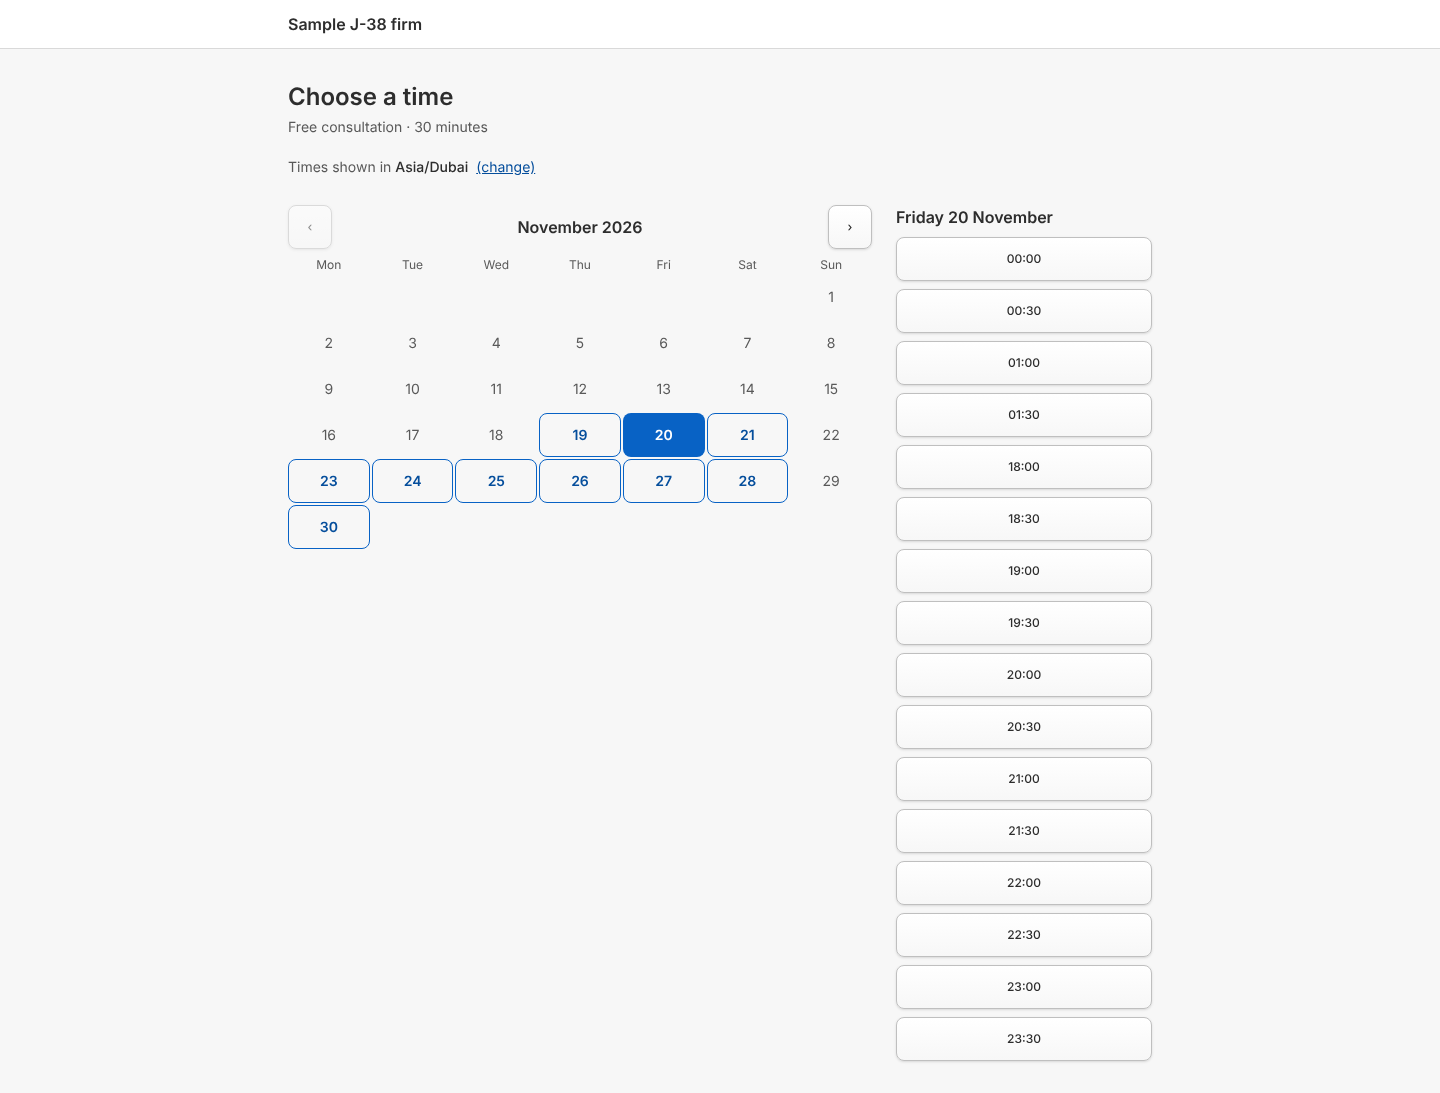 Sample J-38 firm
Choose a time
Free consultation · 30 minutes
Times shown in Asia/Dubai (change)
‹ November 2026 ›
Mon Tue Wed Thu Fri Sat Sun
1
2 3 4 5 6 7 8
9 10 11 12 13 14 15
16 17 18 19 20 21 22
23 24 25 26 27 28 29
30
Friday 20 November
00:00
00:30
01:00
01:30
18:00
18:30
19:00
19:30
20:00
20:30
21:00
21:30
22:00
22:30
23:00
23:30